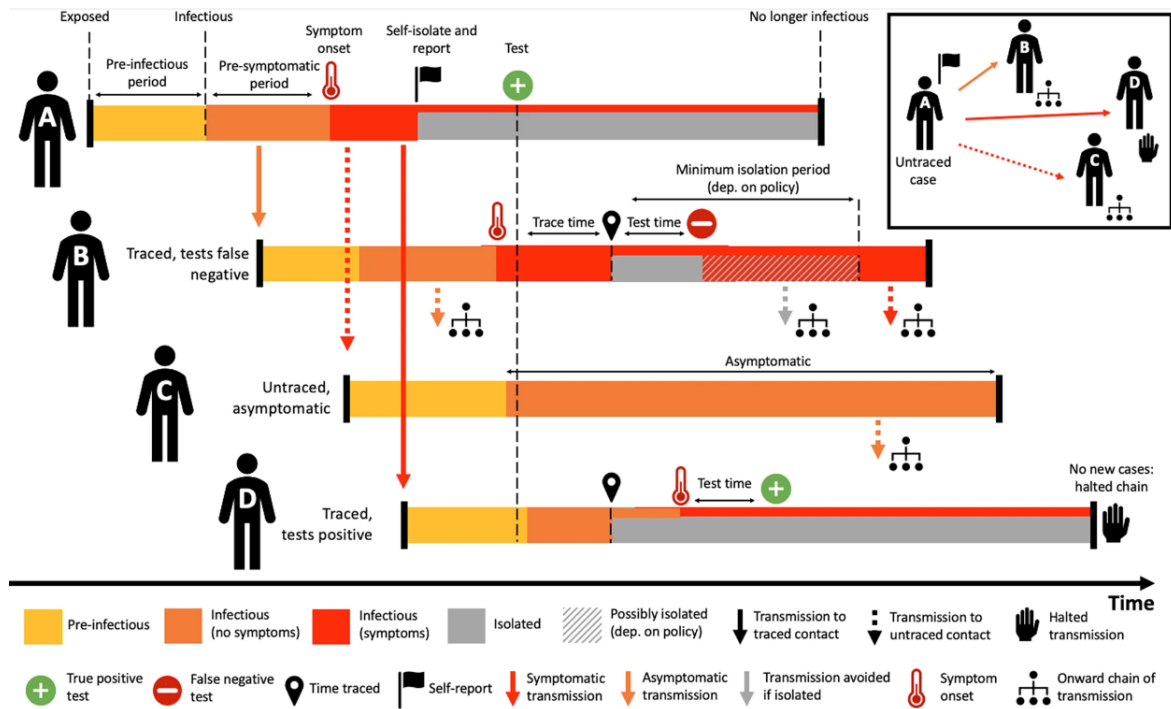 Exposed
Infectious
No longer infectious
Symptom
onset
Self-isolate and
report
Test
Pre-infectious
period
Pre-symptomatic
period
A
B
A
D
C
Untraced
case
Minimum isolation period
(dep. on policy)
Trace time
Test time
B
Traced, tests false
negative
C
Asymptomatic
Untraced,
asymptomatic
D
Test time
No new cases:
halted chain
Traced,
tests positive
Time
Pre-infectious
Infectious
(no symptoms)
Infectious
(symptoms)
Isolated
Possibly isolated
(dep. on policy)
Transmission to
traced contact
Transmission to
untraced contact
Halted
transmission
True positive
test
False negative
test
Time traced
Self-report
Symptomatic
transmission
Asymptomatic
transmission
Transmission avoided
if isolated
Symptom
onset
Onward chain of
transmission